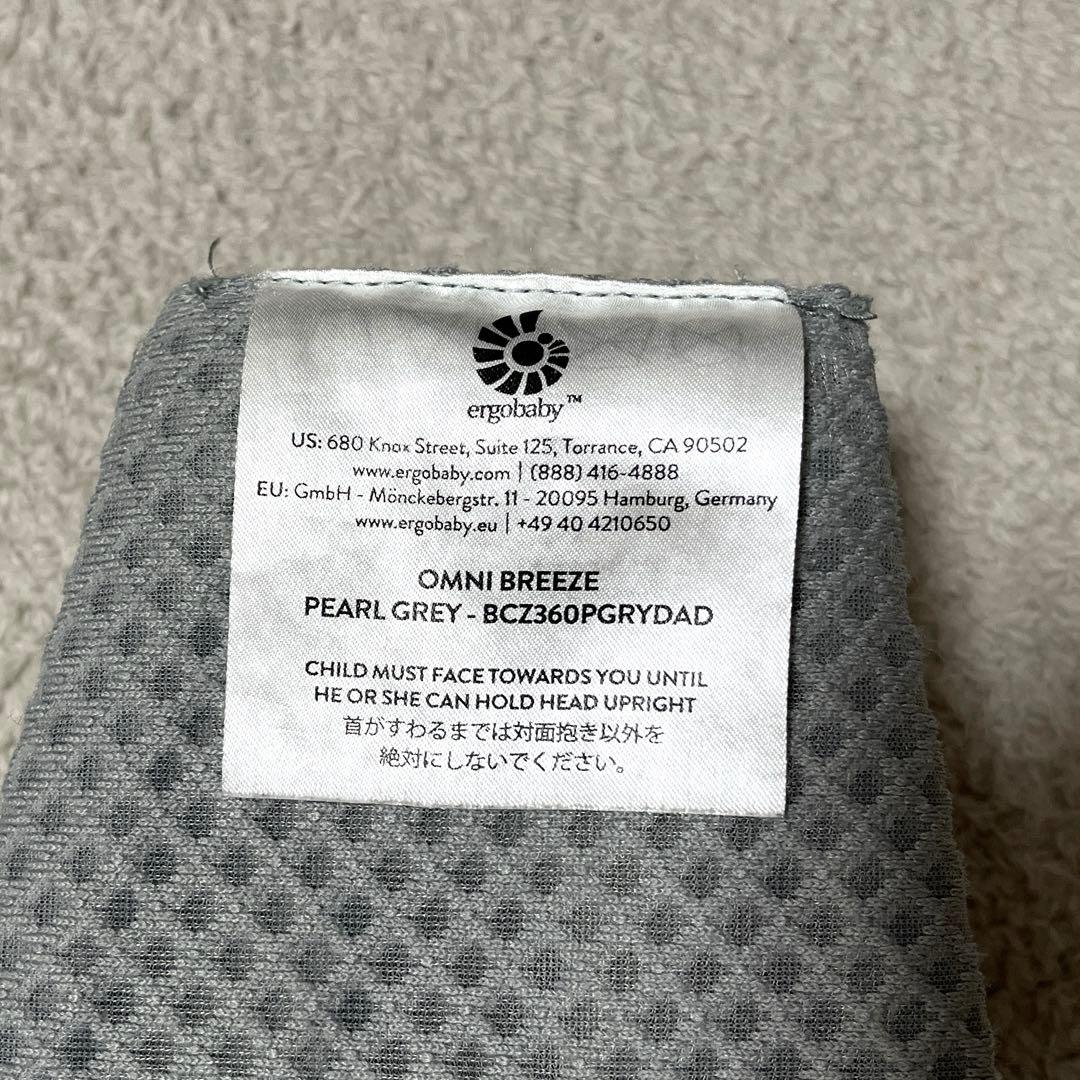 ergobaby™
US: 680 Knox Street, Suite 125, Torrance, CA 90502
www.ergobaby.com | (888) 416-4888
EU: GmbH - Mönckebergstr. 11 - 20095 Hamburg, Germany
www.ergobaby.eu | +49 40 4210650
OMNI BREEZE
PEARL GREY - BCZ360PGRYDAD
CHILD MUST FACE TOWARDS YOU UNTIL
HE OR SHE CAN HOLD HEAD UPRIGHT
首がすわるまでは対面抱き以外を
絶対にしないでください。